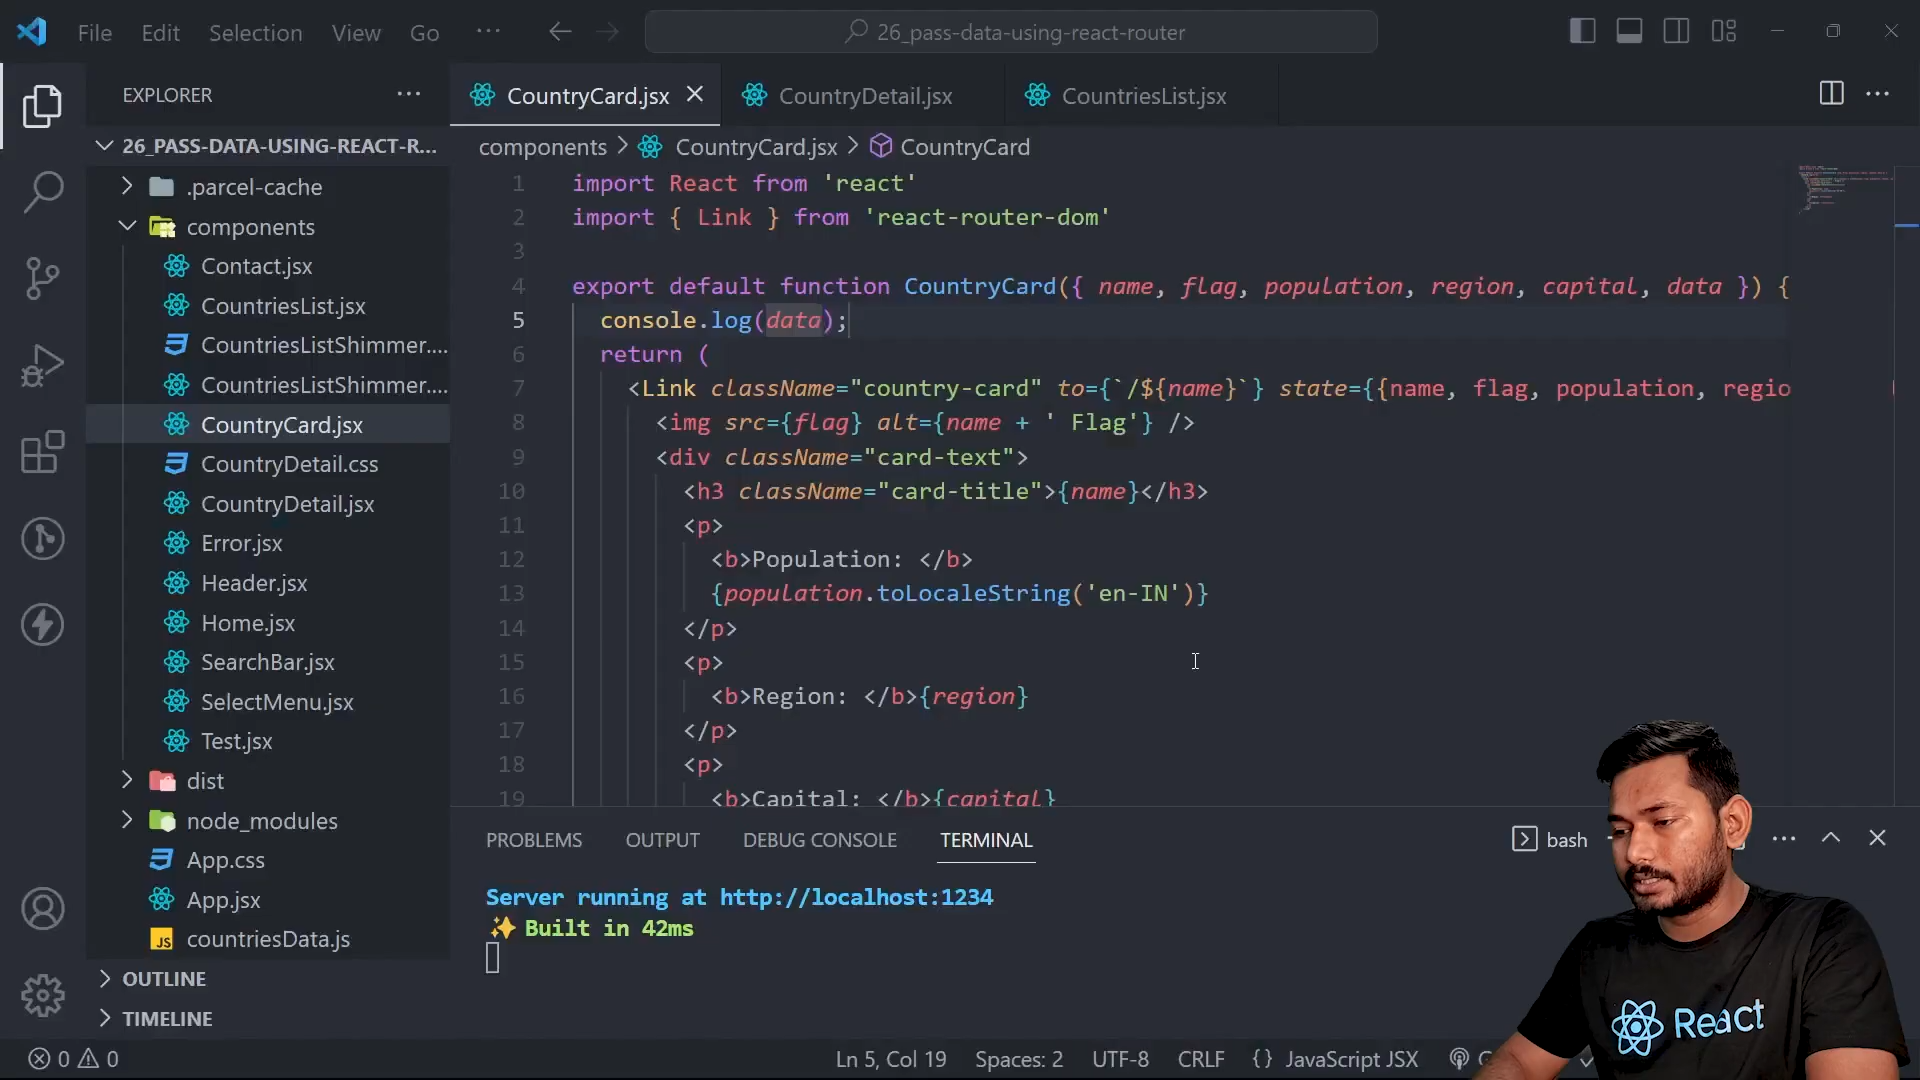 File Edit Selection View Go ···
26_pass-data-using-react-router
EXPLORER
26_PASS-DATA-USING-REACT-R...
.parcel-cache
components
Contact.jsx
CountriesList.jsx
CountriesListShimmer....
CountriesListShimmer....
CountryCard.jsx
CountryDetail.css
CountryDetail.jsx
Error.jsx
Header.jsx
Home.jsx
SearchBar.jsx
SelectMenu.jsx
Test.jsx
dist
node_modules
App.css
App.jsx
JS countriesData.js
OUTLINE
TIMELINE
CountryCard.jsx CountryDetail.jsx CountriesList.jsx
components > CountryCard.jsx > CountryCard
1 import React from 'react'
2 import { Link } from 'react-router-dom'
3
4 export default function CountryCard({ name, flag, population, region, capital, data }) {
5 console.log(data);
6 return (
7 <Link className="country-card" to={`/${name}`} state={{name, flag, population, regio
8 <img src={flag} alt={name + ' Flag'} />
9 <div className="card-text">
10 <h3 className="card-title">{name}</h3>
11 <p>
12 <b>Population: </b>
13 {population.toLocaleString('en-IN')}
14 </p>
15 <p>
16 <b>Region: </b>{region}
17 </p>
18 <p>
19 <b>Capital: </b>{capital}
PROBLEMS OUTPUT DEBUG CONSOLE TERMINAL
bash
Server running at http://localhost:1234
✨ Built in 42ms
React
0 0
Ln 5, Col 19 Spaces: 2 UTF-8 CRLF {} JavaScript JSX